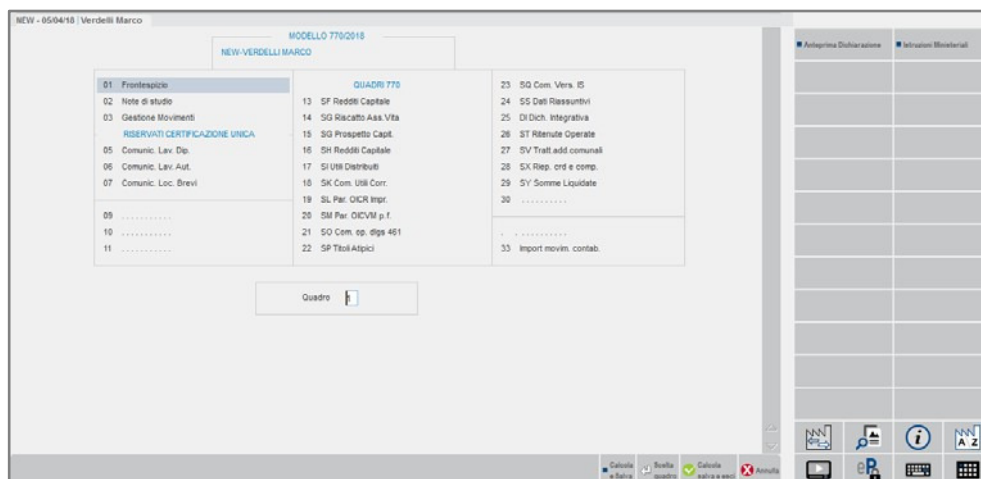 NEW - 05/04/18 | Verdelli Marco
MODELLO 770/2018
NEW-VERDELLI MARCO
01 Frontespizio
02 Note di studio
03 Gestione Movimenti
RISERVATI CERTIFICAZIONE UNICA
05 Comunic. Lav. Dip.
06 Comunic. Lav. Aut.
07 Comunic. Loc. Brevi
09 ..........
10 ..........
11 ..........
QUADRI 770
13 SF Redditi Capitale
14 SG Riscatto Ass.Vita
15 SG Prospetto Capit.
16 SH Redditi Capitale
17 SI Utili Distribuiti
18 SK Com. Utili Corr.
19 SL Par. OICR Impr.
20 SM Par. OICVM p.f.
21 SO Com. op. dlgs 461
22 SP Titoli Atipici
23 SQ Com. Vers. IS
24 SS Dati Riassuntivi
25 DI Dich. Integrativa
26 ST Ritenute Operate
27 SV Tratt.add.comunali
28 SX Riep. crd e comp.
29 SY Somme Liquidate
30 ..........
. ..........
33 Import movim. contab.
Quadro 1
Anteprima Dichiarazione
Istruzioni Ministeriali
Calcola e Salva
Scelta quadro
Calcola salva e esci
Annulla
i
A Z
eP